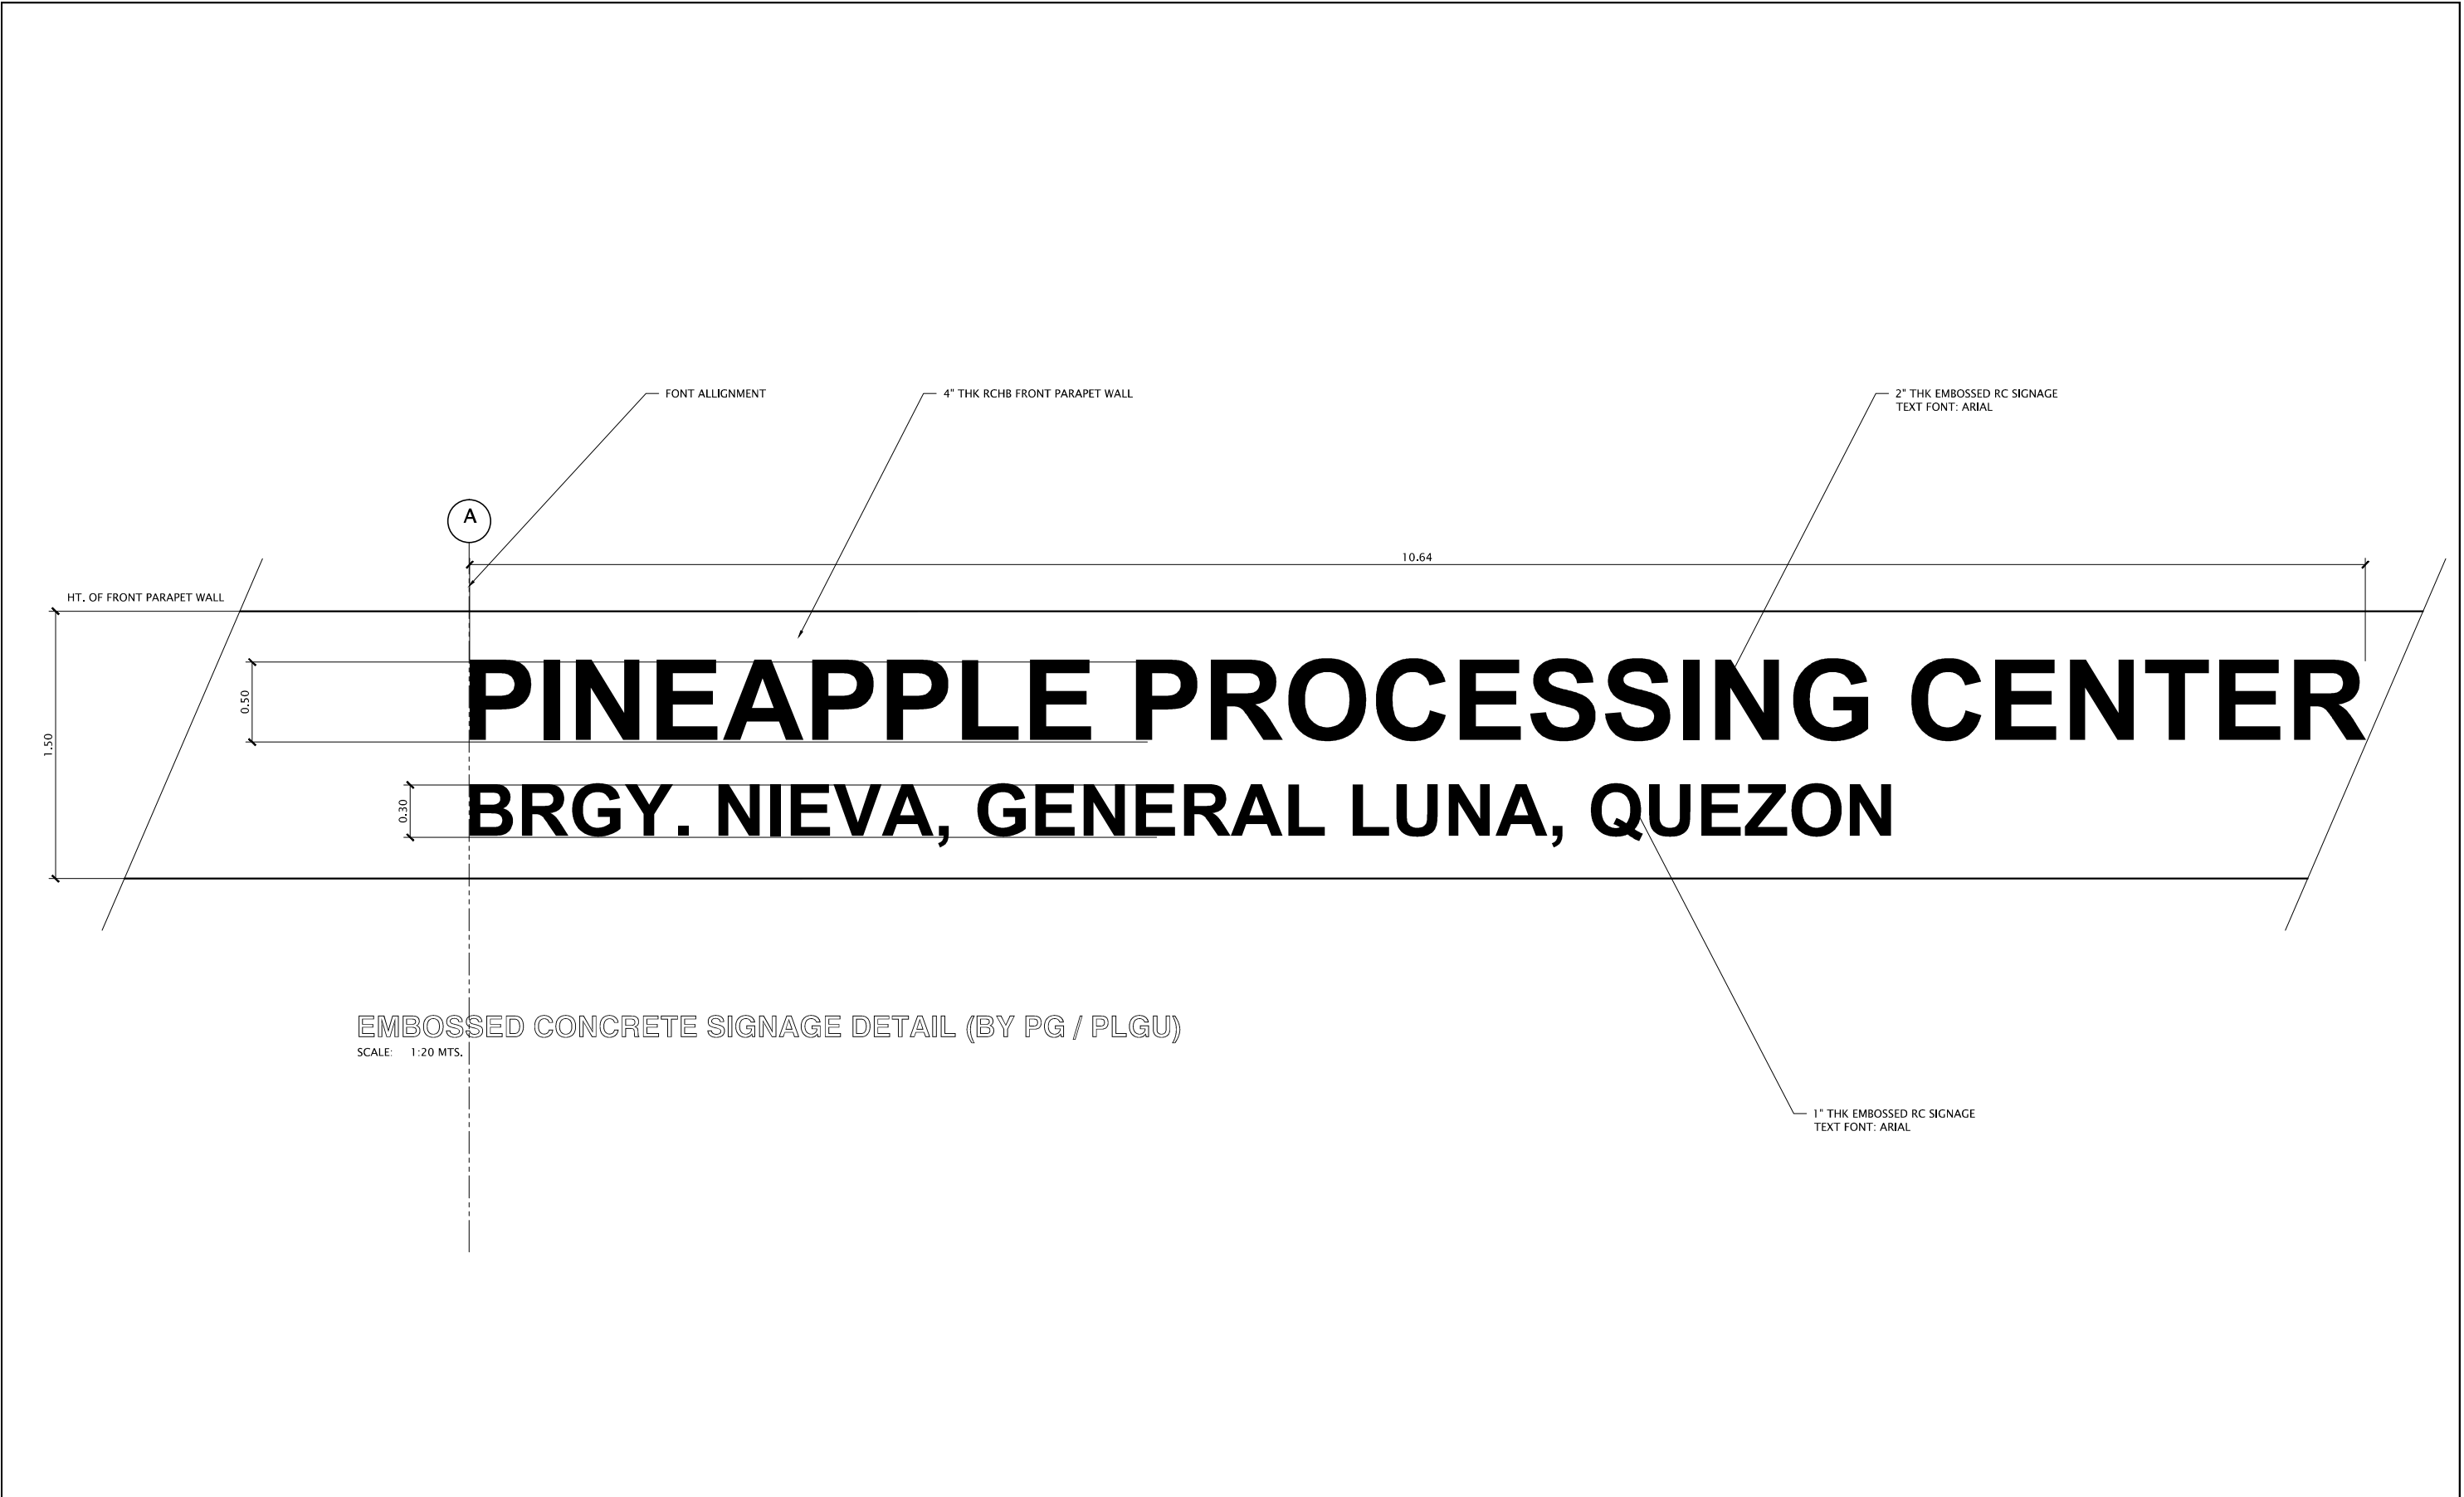 FONT ALLIGNMENT
4" THK RCHB FRONT PARAPET WALL
2" THK EMBOSSED RC SIGNAGE
TEXT FONT: ARIAL
A
10.64
HT. OF FRONT PARAPET WALL
0.50
PINEAPPLE PROCESSING CENTER
1.50
0.30
BRGY. NIEVA, GENERAL LUNA, QUEZON
EMBOSSED CONCRETE SIGNAGE DETAIL (BY PG / PLGU)
SCALE: 1:20 MTS.
1" THK EMBOSSED RC SIGNAGE
TEXT FONT: ARIAL